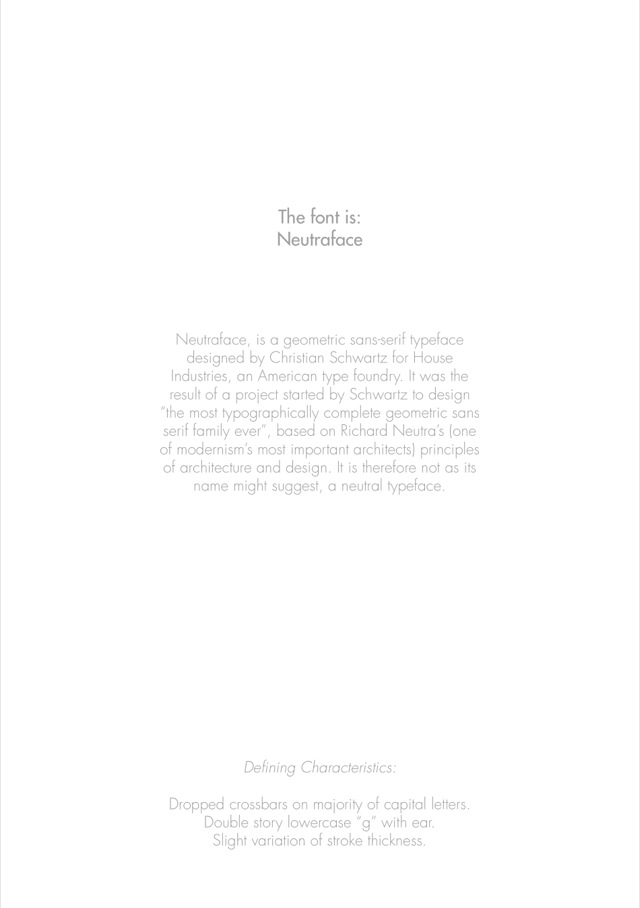 The font is:
Neutraface
Neutraface, is a geometric sans-serif typeface
designed by Christian Schwartz for House
Industries, an American type foundry. It was the
result of a project started by Schwartz to design
“the most typographically complete geometric sans
serif family ever”, based on Richard Neutra’s (one
of modernism’s most important architects) principles
of architecture and design. It is therefore not as its
name might suggest, a neutral typeface.
Defining Characteristics:
Dropped crossbars on majority of capital letters.
Double story lowercase “g” with ear.
Slight variation of stroke thickness.